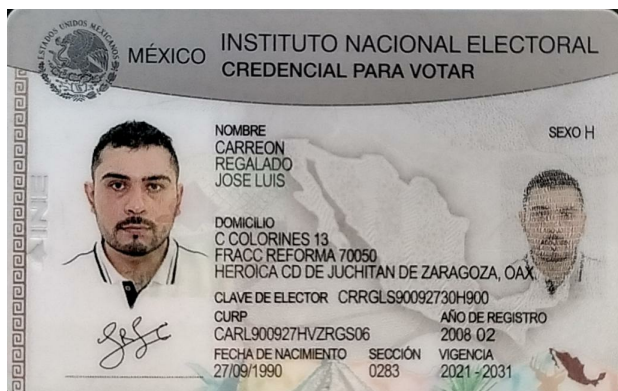 ESTADOS UNIDOS MEXICANOS
MÉXICO
INSTITUTO NACIONAL ELECTORAL
CREDENCIAL PARA VOTAR
NOMBRE
CARREON
REGALADO
JOSE LUIS
SEXO H
DOMICILIO
C COLORINES 13
FRACC REFORMA 70050
HEROICA CD DE JUCHITAN DE ZARAGOZA, OAX.
CLAVE DE ELECTOR CRRGLS90092730H900
CURP
CARL900927HVZRGS06
AÑO DE REGISTRO
2008 02
FECHA DE NACIMIENTO
27/09/1990
SECCIÓN
0283
VIGENCIA
2021 - 2031
INE